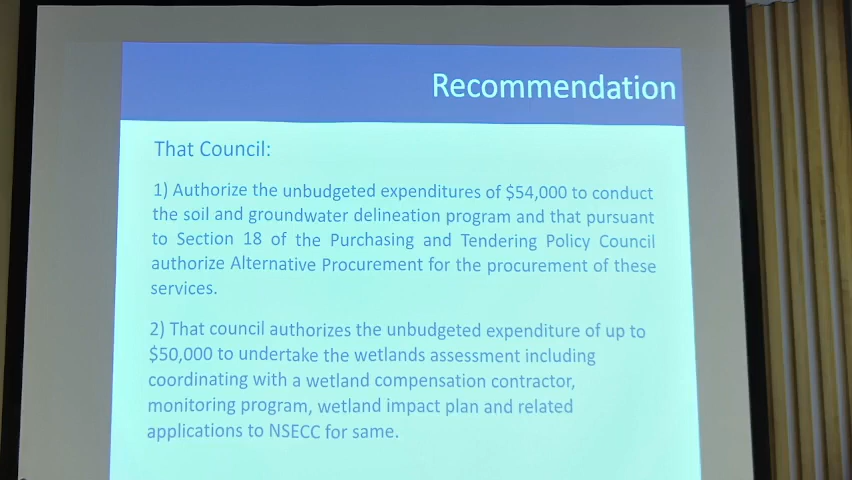 Recommendation
That Council:
1) Authorize the unbudgeted expenditures of $54,000 to conduct
the soil and groundwater delineation program and that pursuant
to Section 18 of the Purchasing and Tendering Policy Council
authorize Alternative Procurement for the procurement of these
services.
2) That council authorizes the unbudgeted expenditure of up to
$50,000 to undertake the wetlands assessment including
coordinating with a wetland compensation contractor,
monitoring program, wetland impact plan and related
applications to NSECC for same.